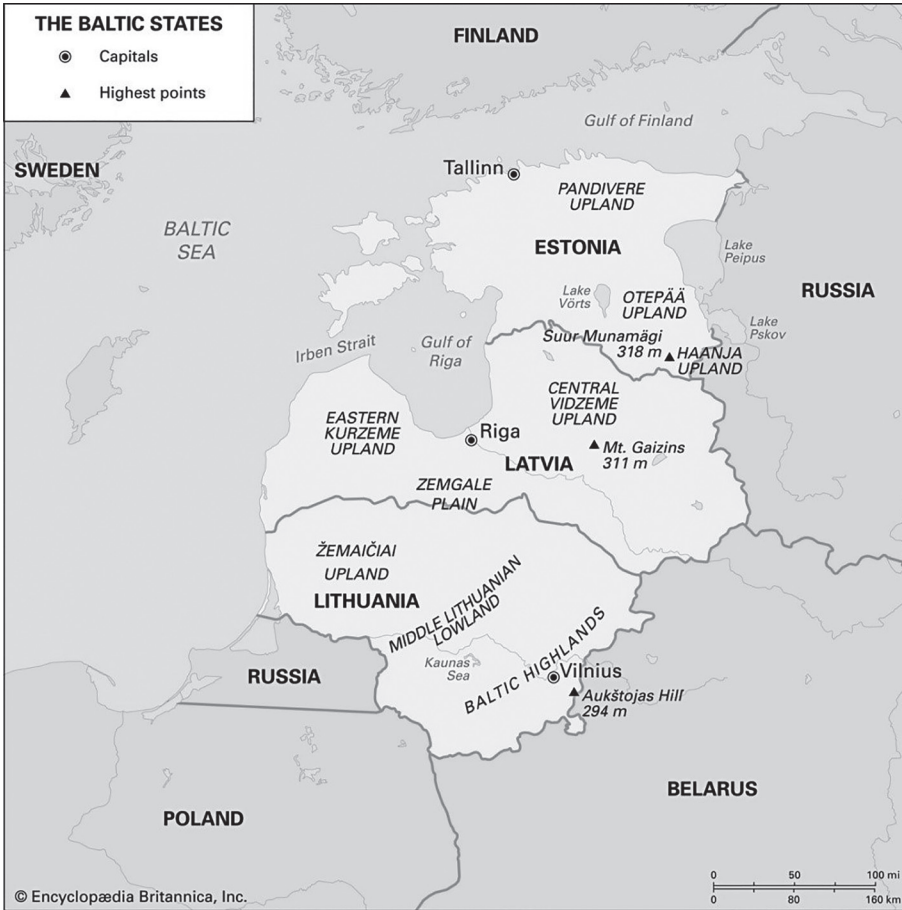 THE BALTIC STATES
Capitals
Highest points
FINLAND
Gulf of Finland
SWEDEN
Tallinn
PANDIVERE
UPLAND
BALTIC
SEA
ESTONIA
Lake
Peipus
RUSSIA
Lake
Võrts
OTEPÄÄ
UPLAND
Lake
Pskov
Irben Strait
Gulf of
Riga
Suur Munamägi
318 m
HAANJA
UPLAND
CENTRAL
VIDZEME
UPLAND
EASTERN
KURZEME
UPLAND
Riga
Mt. Gaizins
311 m
LATVIA
ZEMGALE
PLAIN
ŽEMAIČIAI
UPLAND
LITHUANIA
MIDDLE LITHUANIAN
LOWLAND
BALTIC HIGHLANDS
RUSSIA
Kaunas
Sea
Vilnius
Aukštojas Hill
294 m
BELARUS
POLAND
0 50 100 mi
0 80 160 km
© Encyclopædia Britannica, Inc.